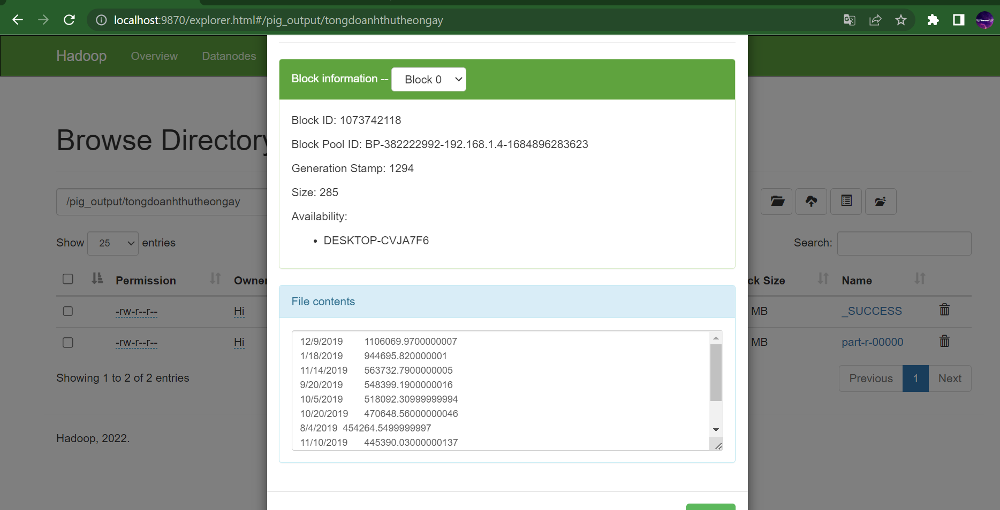 localhost:9870/explorer.html#/pig_output/tongdoanhthutheongay
Hadoop Overview Datanodes
Browse Directory
/pig_output/tongdoanhthutheongay
Show 25 entries
Search:
Permission Owner ck Size Name
-rw-r--r-- Hi MB _SUCCESS
-rw-r--r-- Hi MB part-r-00000
Showing 1 to 2 of 2 entries
Previous 1 Next
Hadoop, 2022.
Block information -- Block 0
Block ID: 1073742118
Block Pool ID: BP-382222992-192.168.1.4-1684896283623
Generation Stamp: 1294
Size: 285
Availability:
• DESKTOP-CVJA7F6
File contents
12/9/2019 1106069.9700000007
1/18/2019 944695.820000001
11/14/2019 563732.7900000005
9/20/2019 548399.1900000016
10/5/2019 518092.30999999994
10/20/2019 470648.56000000046
8/4/2019 454264.5499999997
11/10/2019 445390.03000000137